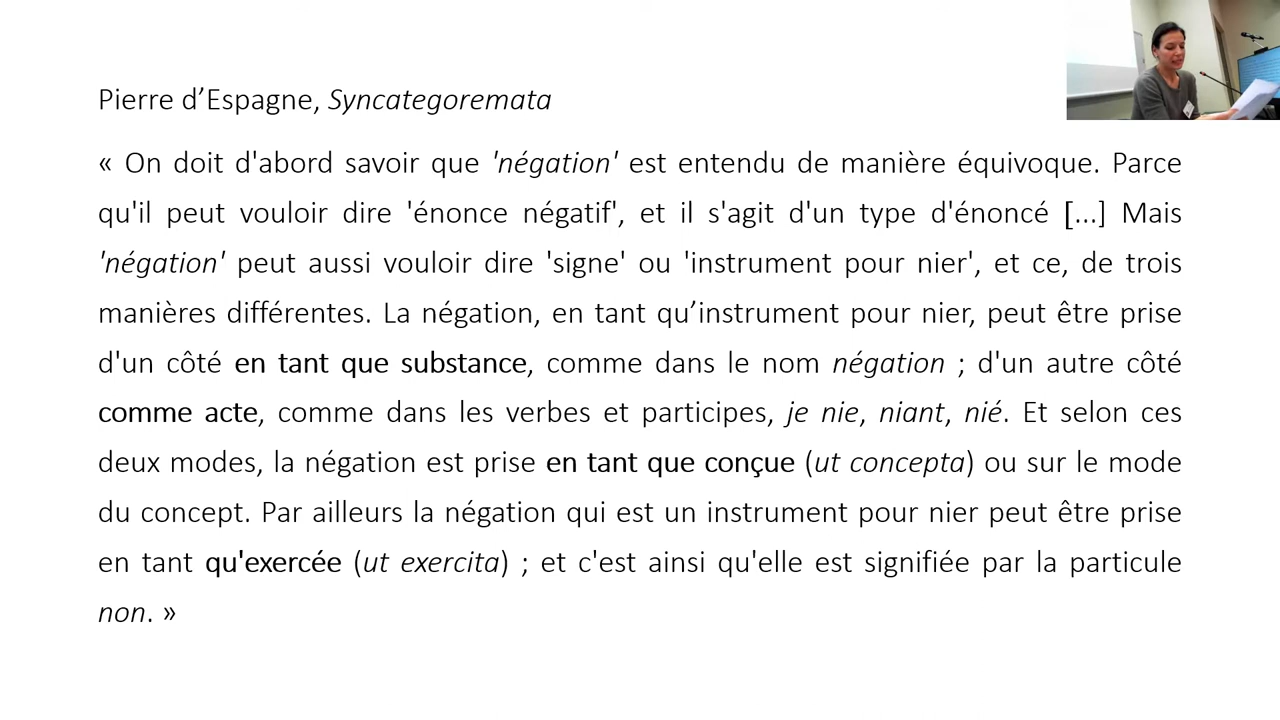 Pierre d’Espagne, Syncategoremata
« On doit d'abord savoir que 'négation' est entendu de manière équivoque. Parce
qu'il peut vouloir dire 'énonce négatif', et il s'agit d'un type d'énoncé [...] Mais
'négation' peut aussi vouloir dire 'signe' ou 'instrument pour nier', et ce, de trois
manières différentes. La négation, en tant qu’instrument pour nier, peut être prise
d'un côté en tant que substance, comme dans le nom négation ; d'un autre côté
comme acte, comme dans les verbes et participes, je nie, niant, nié. Et selon ces
deux modes, la négation est prise en tant que conçue (ut concepta) ou sur le mode
du concept. Par ailleurs la négation qui est un instrument pour nier peut être prise
en tant qu'exercée (ut exercita) ; et c'est ainsi qu'elle est signifiée par la particule
non. »